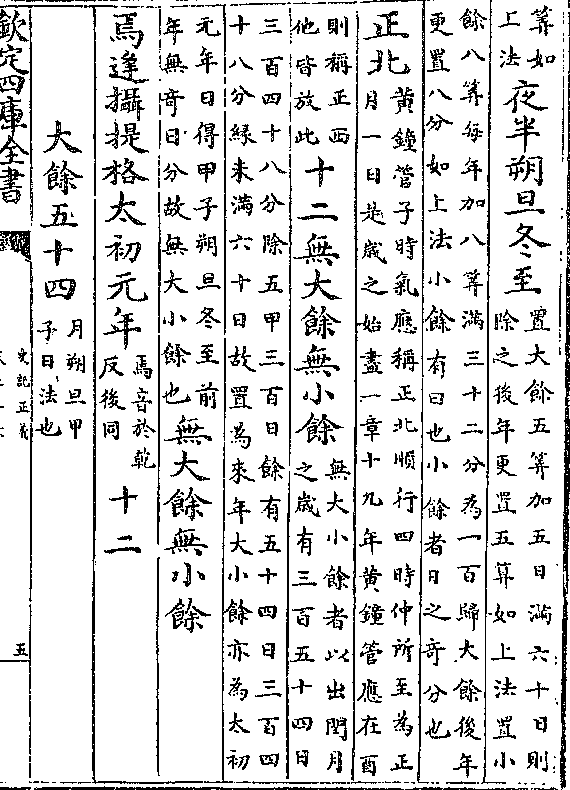 筭如
上法
夜半朔旦冬至
置大餘五筭加五日滿六十日則
除之後年更置五筭如上法置小
餘八筭每年加八筭滿三十二分為一百歸大餘後年
更置八分如上法小餘有曰也小餘者日之奇分也
正北
黄鐘管子時氣應稱正北順行四時仲所至為正
月一日是歲之始盡一章十九年黄鐘管應在酉
則稱正西
他皆放此
十二無大餘無小餘
無大小餘者以出閏月
之歲有三百五十四日
三百四十八分除五甲三百日餘有五十四日三百四
十八分緣未滿六十日故置為來年大小餘亦為太初
元年日得甲子朔旦冬至前
年無奇日分故無大小餘也
無大餘無小餘
焉逢攝提格太初元年
焉音於乾
反後同
十二
大餘五十四
月朔旦甲
子日法也
欽定四庫全書
史記正義
五